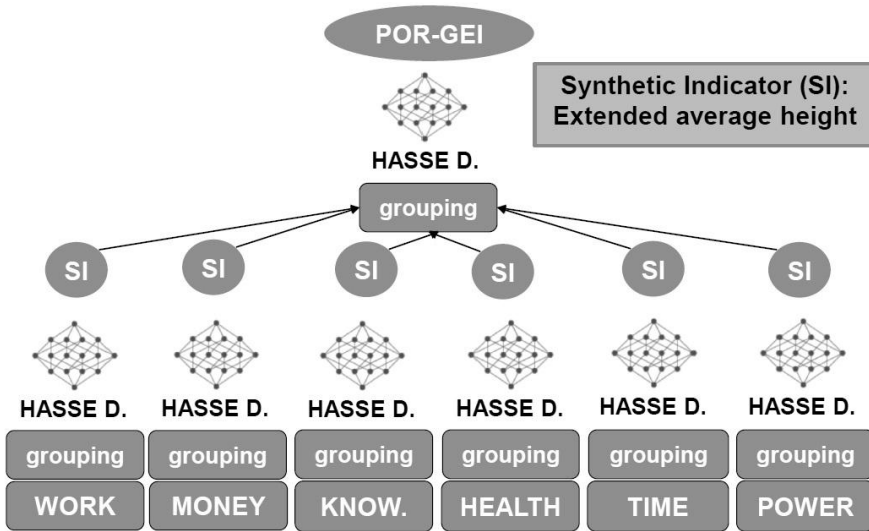 POR-GEI
Synthetic Indicator (SI):
Extended average height
HASSE D.
grouping
SI SI SI SI SI SI
HASSE D. HASSE D. HASSE D. HASSE D. HASSE D. HASSE D.
grouping grouping grouping grouping grouping grouping
WORK MONEY KNOW. HEALTH TIME POWER